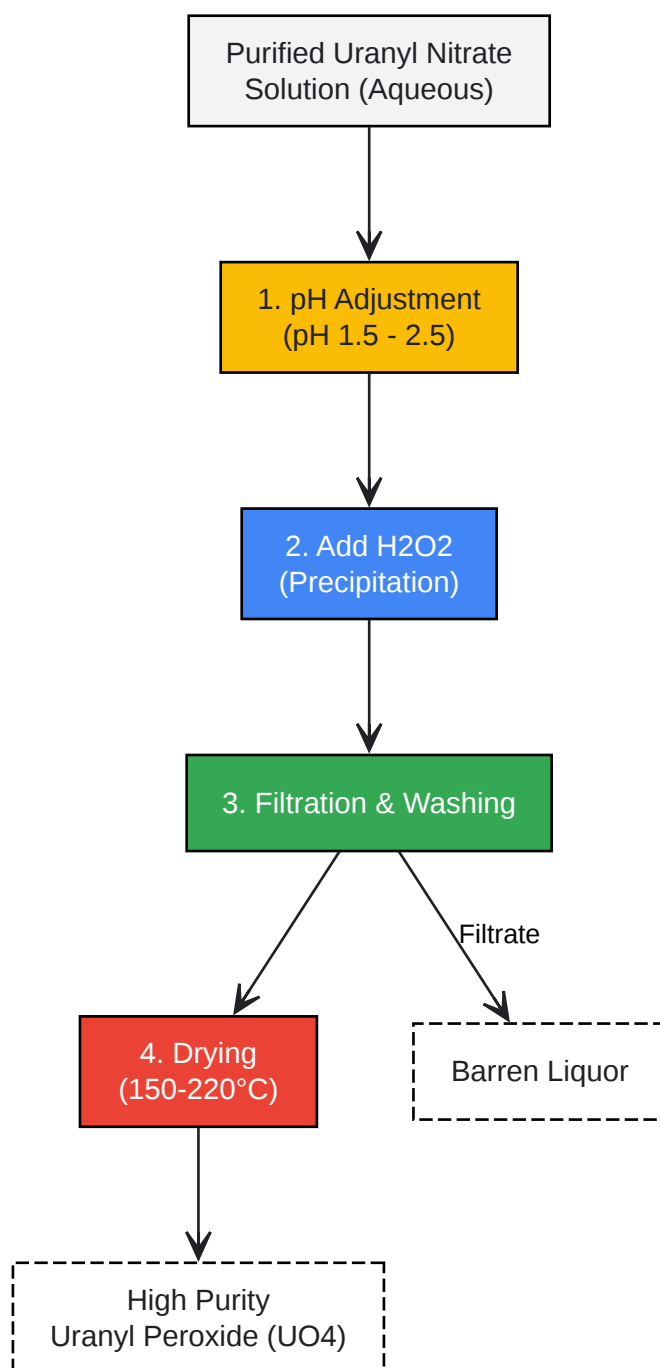 Purified Uranyl Nitrate
Solution (Aqueous)
1. pH Adjustment
(pH 1.5 - 2.5)
2. Add H2O2
(Precipitation)
3. Filtration & Washing
Filtrate
4. Drying
(150-220°C)
Barren Liquor
High Purity
Uranyl Peroxide (UO4)